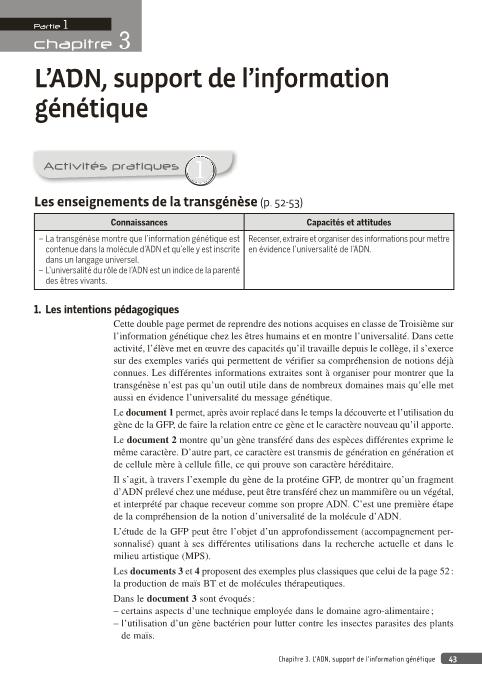 Partie 1
chapitre 3
L'ADN, support de l'information
génétique
Activités pratiques 1
Les enseignements de la transgénèse (p. 52-53)
Connaissances
Capacités et attitudes
– La transgénèse montre que l'information génétique est
contenue dans la molécule d'ADN et qu'elle y est inscrite
dans un langage universel.
– L'universalité du rôle de l'ADN est un indice de la parenté
des êtres vivants.
Recenser, extraire et organiser des informations pour mettre
en évidence l'universalité de l'ADN.
1. Les intentions pédagogiques
Cette double page permet de reprendre des notions acquises en classe de Troisième sur
l'information génétique chez les êtres humains et en montre l'universalité. Dans cette
activité, l'élève met en œuvre des capacités qu'il travaille depuis le collège, il s'exerce
sur des exemples variés qui permettent de vérifier sa compréhension de notions déjà
connues. Les différentes informations extraites sont à organiser pour montrer que la
transgénèse n'est pas qu'un outil utile dans de nombreux domaines mais qu'elle met
aussi en évidence l'universalité du message génétique.
Le document 1 permet, après avoir replacé dans le temps la découverte et l'utilisation du
gène de la GFP, de faire la relation entre ce gène et le caractère nouveau qu'il apporte.
Le document 2 montre qu'un gène transféré dans des espèces différentes exprime le
même caractère. D'autre part, ce caractère est transmis de génération en génération et
de cellule mère à cellule fille, ce qui prouve son caractère héréditaire.
Il s'agit, à travers l'exemple du gène de la protéine GFP, de montrer qu'un fragment
d'ADN prélevé chez une méduse, peut être transféré chez un mammifère ou un végétal,
et interprété par chaque receveur comme son propre ADN. C'est une première étape
de la compréhension de la notion d'universalité de la molécule d'ADN.
L'étude de la GFP peut être l'objet d'un approfondissement (accompagnement per-
sonnalisé) quant à ses différentes utilisations dans la recherche actuelle et dans le
milieu artistique (MPS).
Les documents 3 et 4 proposent des exemples plus classiques que celui de la page 52 :
la production de maïs BT et de molécules thérapeutiques.
Dans le document 3 sont évoqués :
– certains aspects d'une technique employée dans le domaine agro-alimentaire ;
– l'utilisation d'un gène bactérien pour lutter contre les insectes parasites des plants
de maïs.
Chapitre 3. L'ADN, support de l'information génétique 43